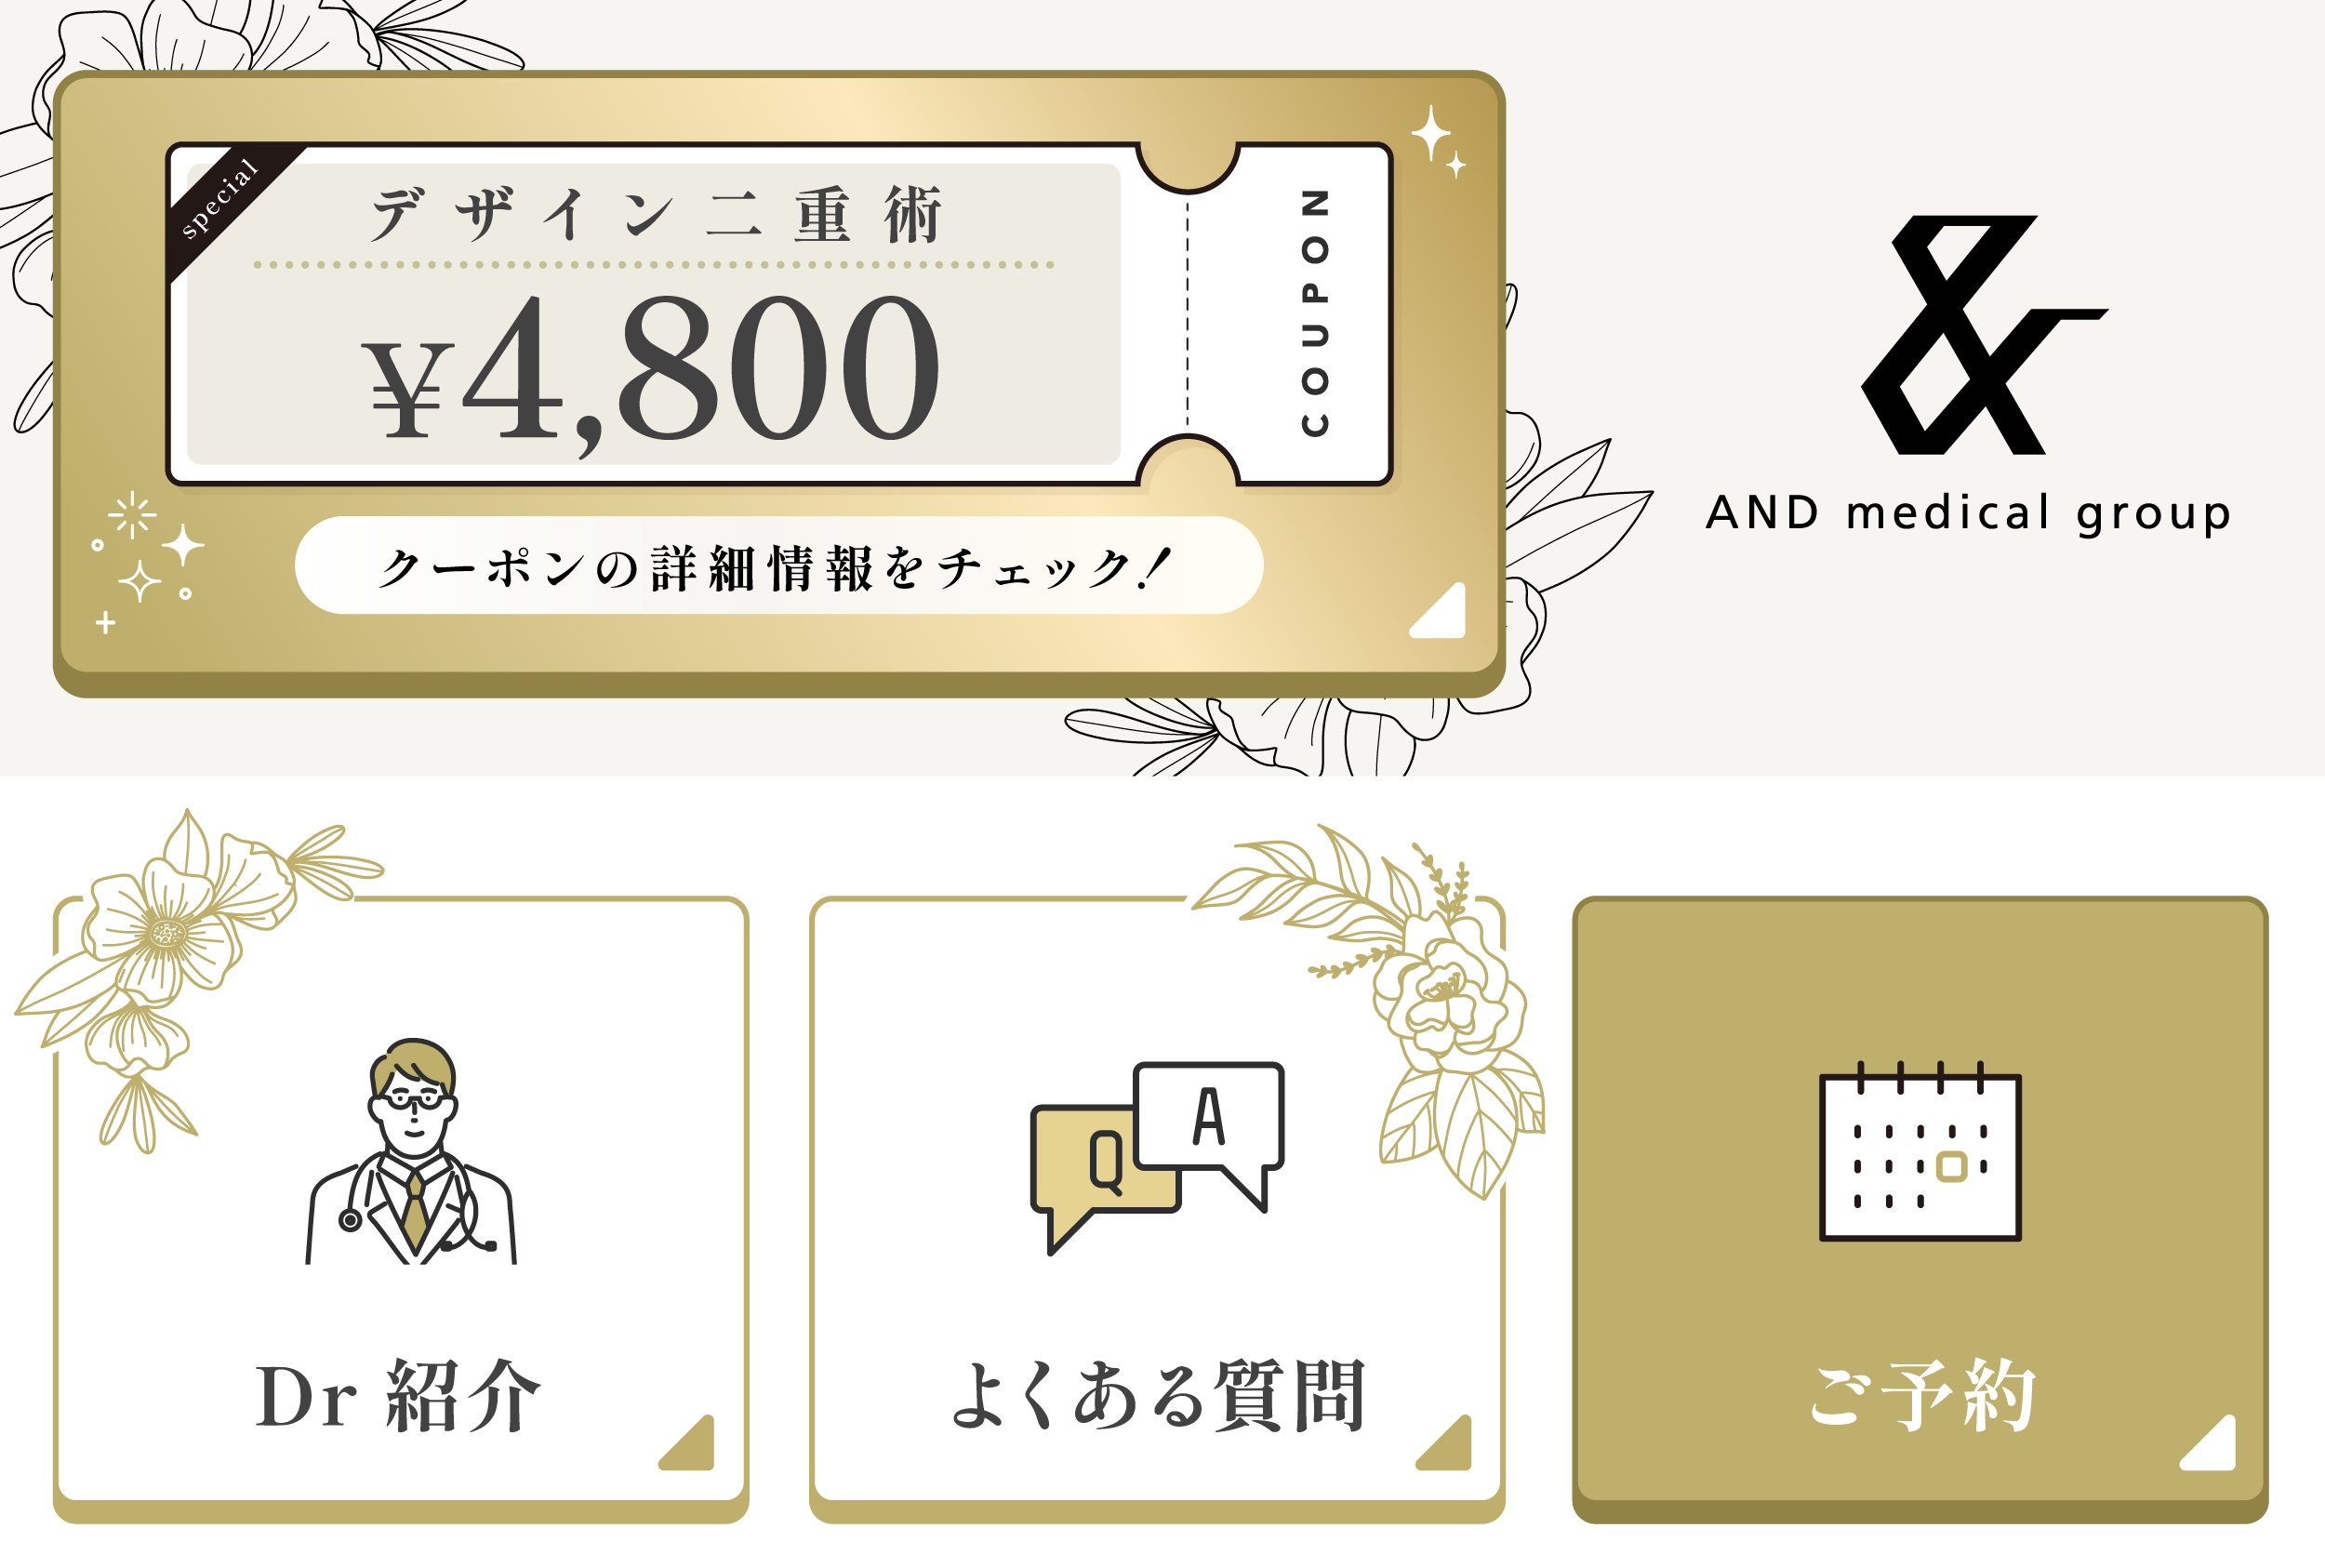 special
デザイン二重術
¥4,800
COUPON
クーポンの詳細情報をチェック!
&
AND medical group
Q
A
Dr 紹介
よくある質問
ご予約